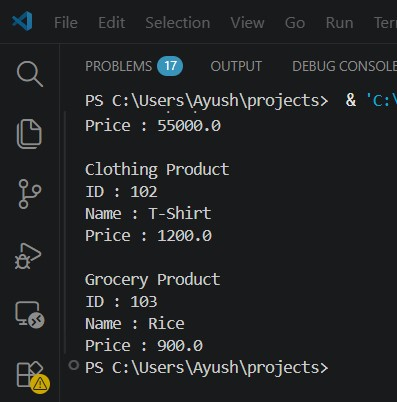 File Edit Selection View Go Run
PROBLEMS 17 OUTPUT DEBUG CONSOLE
PS C:\Users\Ayush\projects> & 'C:\
Price : 55000.0
Clothing Product
ID : 102
Name : T-Shirt
Price : 1200.0
Grocery Product
ID : 103
Name : Rice
Price : 900.0
PS C:\Users\Ayush\projects>